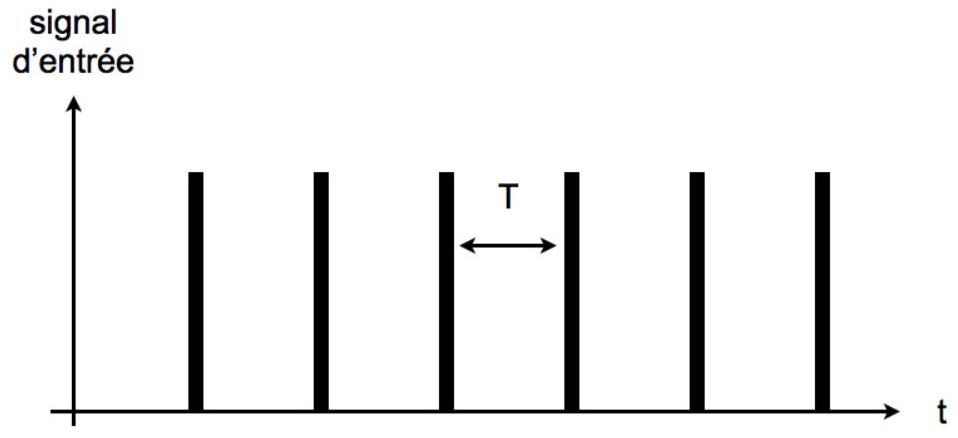 signal
d’entrée
T
t